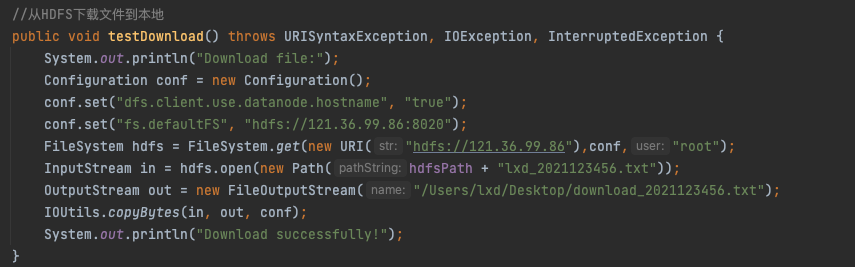 //从HDFS下载文件到本地
public void testDownload() throws URISyntaxException, IOException, InterruptedException {
    System.out.println("Download file:");
    Configuration conf = new Configuration();
    conf.set("dfs.client.use.datanode.hostname", "true");
    conf.set("fs.defaultFS", "hdfs://121.36.99.86:8020");
    FileSystem hdfs = FileSystem.get(new URI( str: "hdfs://121.36.99.86"),conf, user: "root");
    InputStream in = hdfs.open(new Path( pathString: hdfsPath + "lxd_2021123456.txt"));
    OutputStream out = new FileOutputStream( name: "/Users/lxd/Desktop/download_2021123456.txt");
    IOUtils.copyBytes(in, out, conf);
    System.out.println("Download successfully!");
}